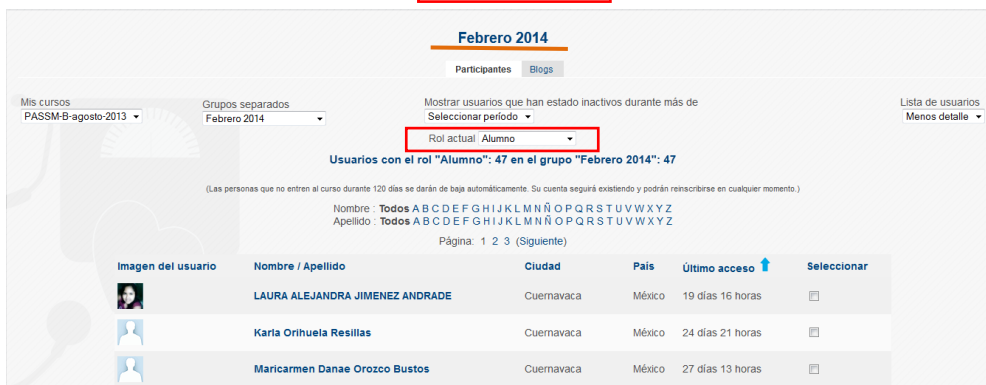 Febrero 2014
Participantes Blogs
Mis cursos Grupos separados Mostrar usuarios que han estado inactivos durante más de Lista de usuarios
PASSM-B-agosto-2013 Febrero 2014 Seleccionar período Menos detalle
Rol actual Alumno
Usuarios con el rol "Alumno": 47 en el grupo "Febrero 2014": 47
(Las personas que no entren al curso durante 120 días se darán de baja automáticamente. Su cuenta seguirá existiendo y podrán reinscribirse en cualquier momento.)
Nombre : Todos A B C D E F G H I J K L M N Ñ O P Q R S T U V W X Y Z
Apellido : Todos A B C D E F G H I J K L M N Ñ O P Q R S T U V W X Y Z
Página: 1 2 3 (Siguiente)
Imagen del usuario Nombre / Apellido Ciudad País Último acceso Seleccionar
LAURA ALEJANDRA JIMENEZ ANDRADE Cuernavaca México 19 días 16 horas
Karla Orihuela Resillas Cuernavaca México 24 días 21 horas
Maricarmen Danae Orozco Bustos Cuernavaca México 27 días 13 horas